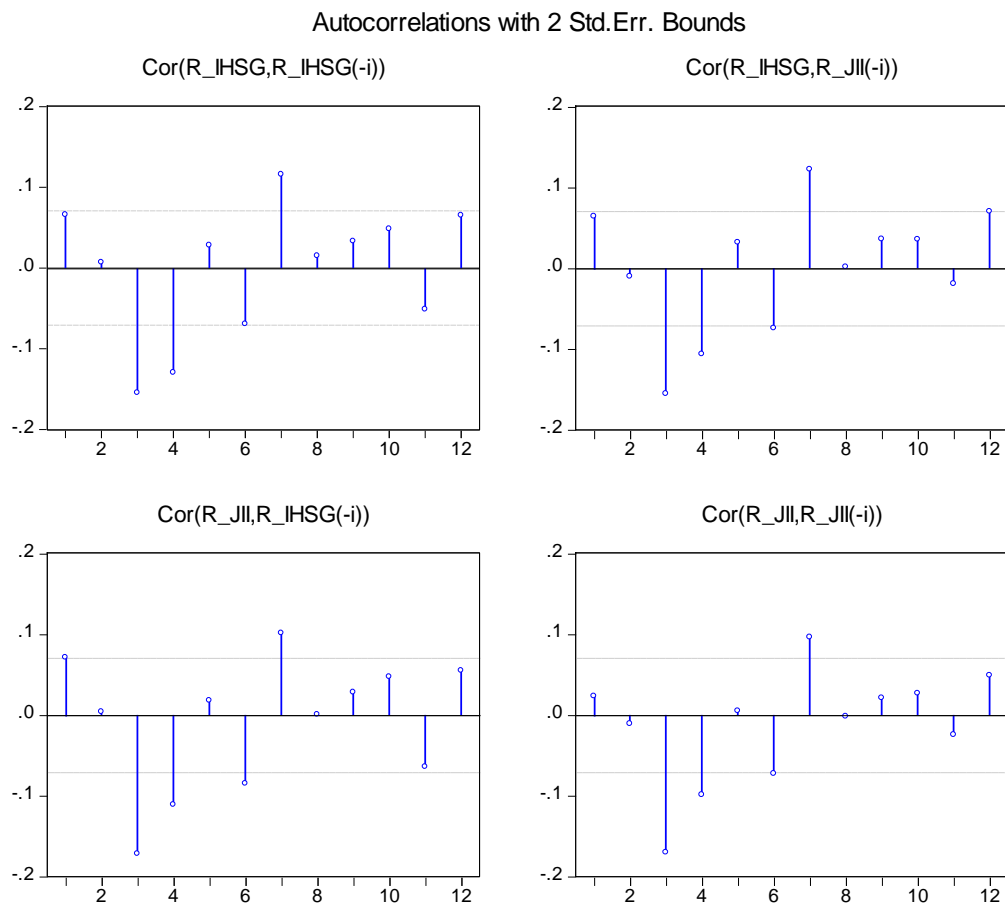 Autocorrelations with 2 Std.Err. Bounds
Cor(R_IHSG,R_IHSG(-i))
.2
.1
.0
-.1
-.2
2 4 6 8 10 12
Cor(R_IHSG,R_JII(-i))
.2
.1
.0
-.1
-.2
2 4 6 8 10 12
Cor(R_JII,R_IHSG(-i))
.2
.1
.0
-.1
-.2
2 4 6 8 10 12
Cor(R_JII,R_JII(-i))
.2
.1
.0
-.1
-.2
2 4 6 8 10 12